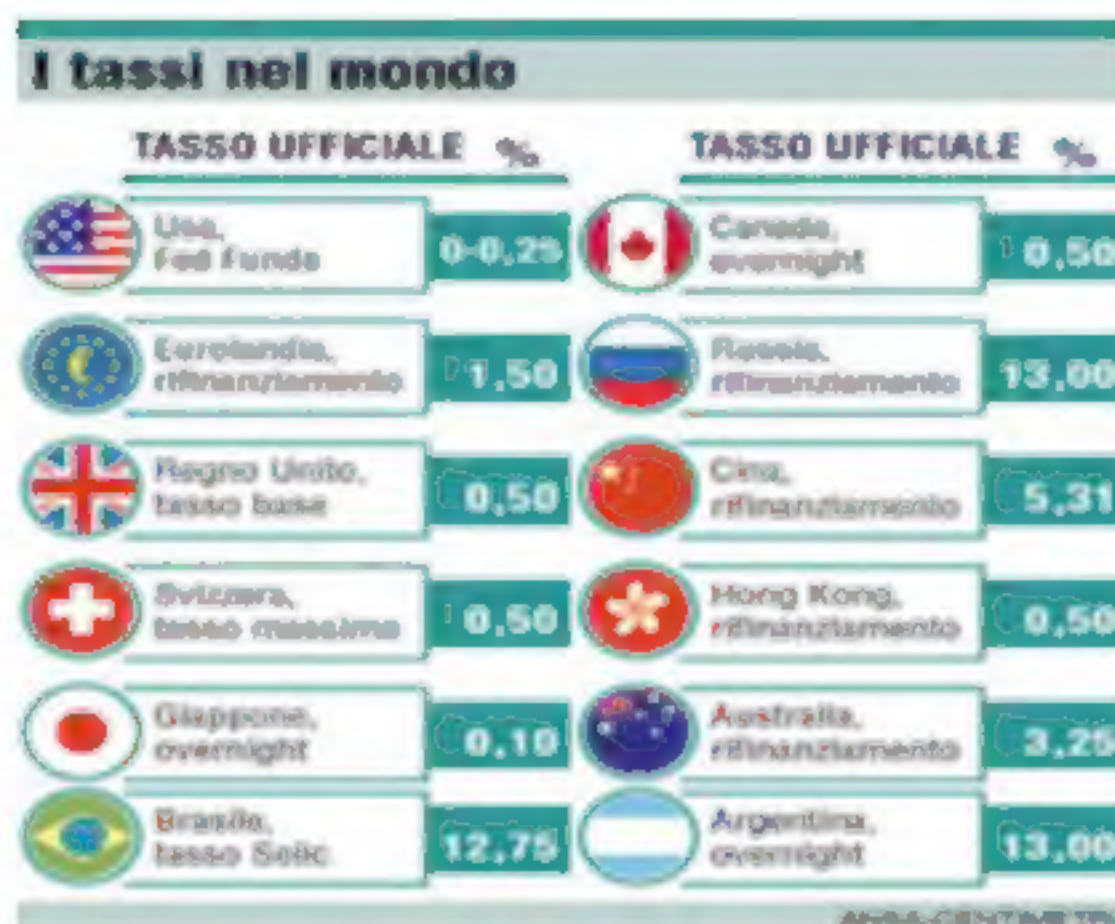 I tassi nel mondo
TASSO UFFICIALE %
Usa,
Fed Funds
0-0,25
Eurolandia,
rifinanziamento
1,50
Regno Unito,
tasso base
0,50
Svizzera,
tasso massimo
0,50
Giappone,
overnight
0,10
Brasile,
tasso Selic
12,75
TASSO UFFICIALE %
Canada,
overnight
0,50
Russia,
rifinanziamento
13,00
Cina,
rifinanziamento
5,31
Hong Kong,
rifinanziamento
0,50
Australia,
rifinanziamento
3,25
Argentina,
overnight
13,00